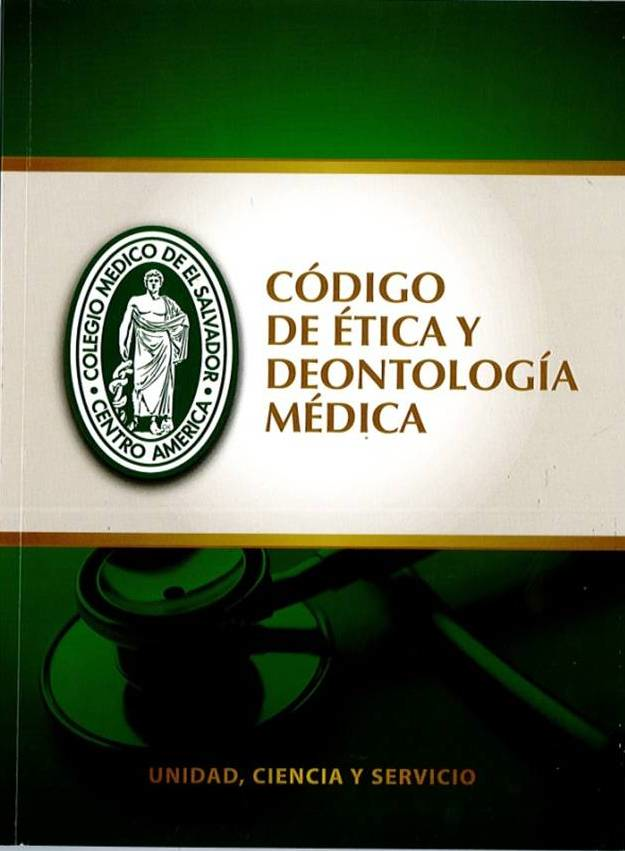 COLEGIO MEDICO DE EL SALVADOR
• CENTRO AMERICA •
CÓDIGO
DE ÉTICA Y
DEONTOLOGÍA
MÉDICA
UNIDAD, CIENCIA Y SERVICIO